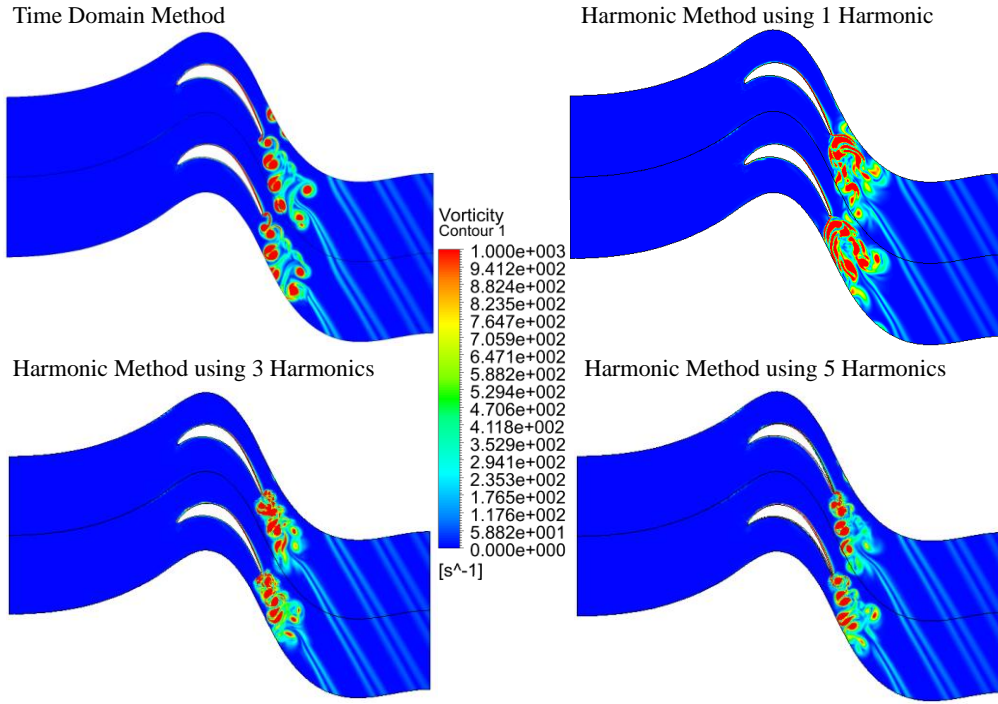 Time Domain Method
Harmonic Method using 1 Harmonic
Vorticity
Contour 1
1.000e+003
9.412e+002
8.824e+002
8.235e+002
7.647e+002
7.059e+002
6.471e+002
5.882e+002
5.294e+002
4.706e+002
4.118e+002
3.529e+002
2.941e+002
2.353e+002
1.765e+002
1.176e+002
5.882e+001
0.000e+000
[s^-1]
Harmonic Method using 3 Harmonics
Harmonic Method using 5 Harmonics